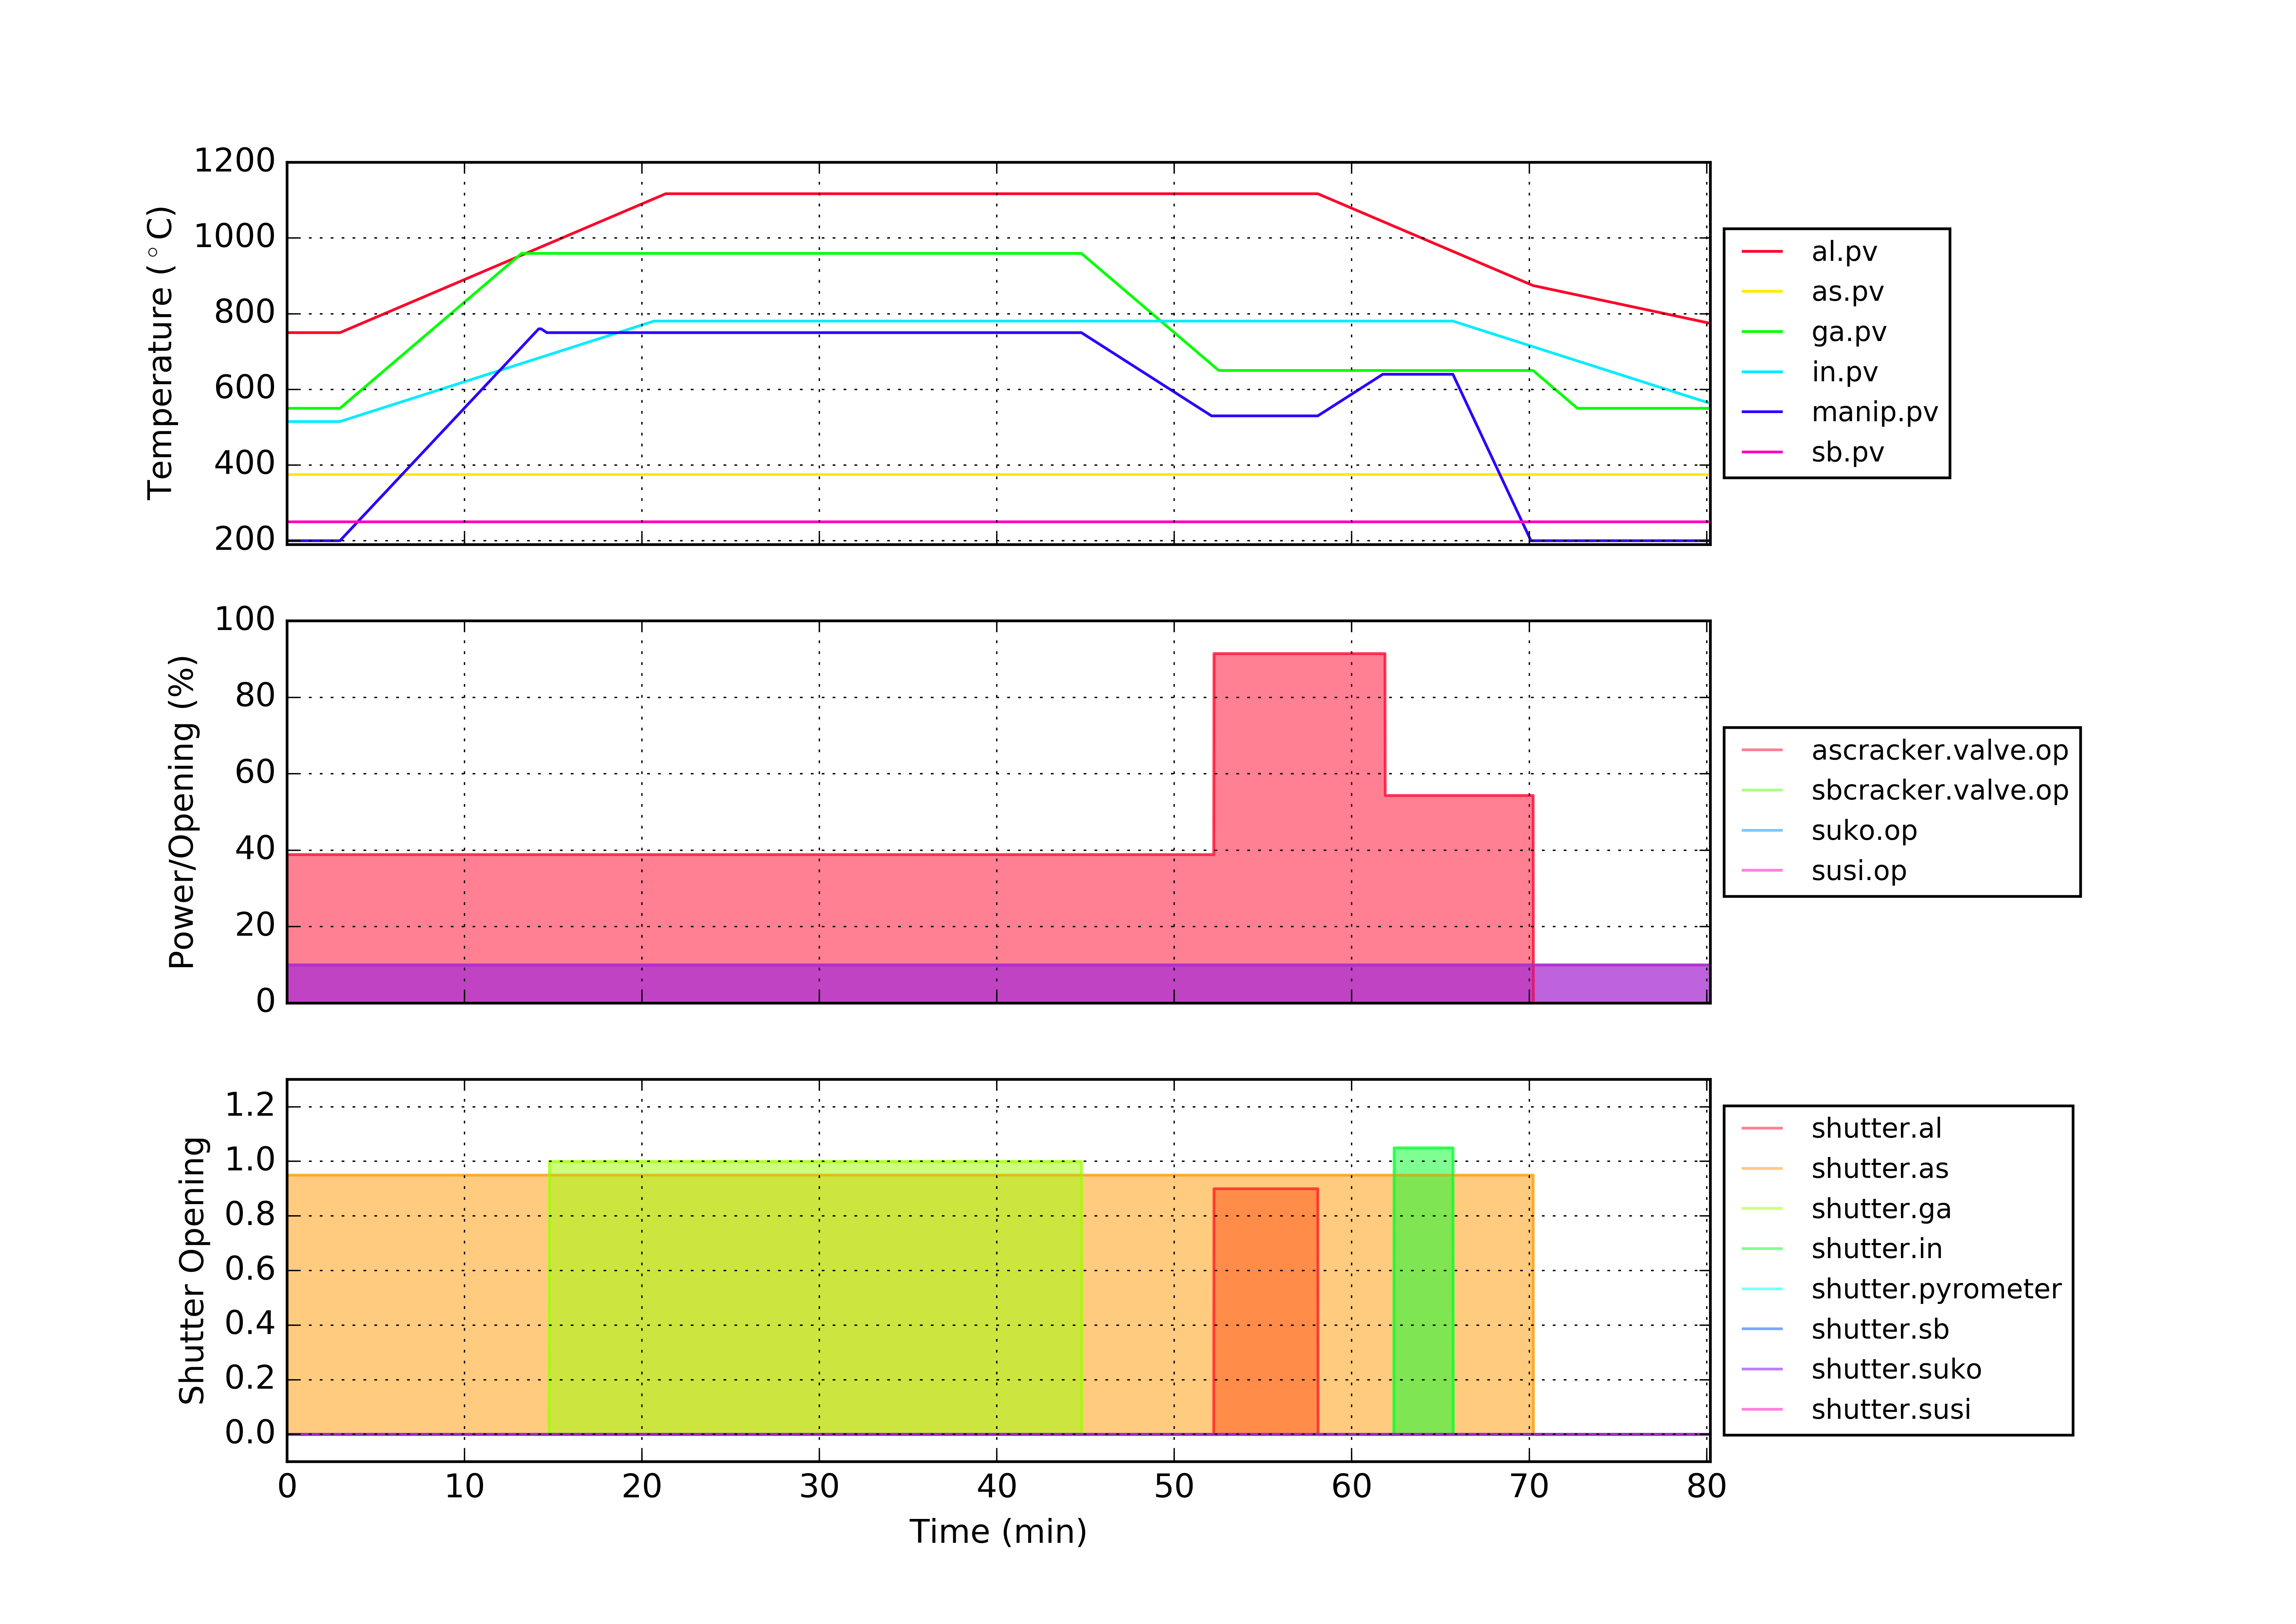 1200
1000
800
600
400
200
Temperature (°C)
al.pv
as.pv
ga.pv
in.pv
manip.pv
sb.pv
100
80
60
40
20
0
Power/Opening (%)
ascracker.valve.op
sbcracker.valve.op
suko.op
susi.op
1.2
1.0
0.8
0.6
0.4
0.2
0.0
Shutter Opening
shutter.al
shutter.as
shutter.ga
shutter.in
shutter.pyrometer
shutter.sb
shutter.suko
shutter.susi
0 10 20 30 40 50 60 70 80
Time (min)